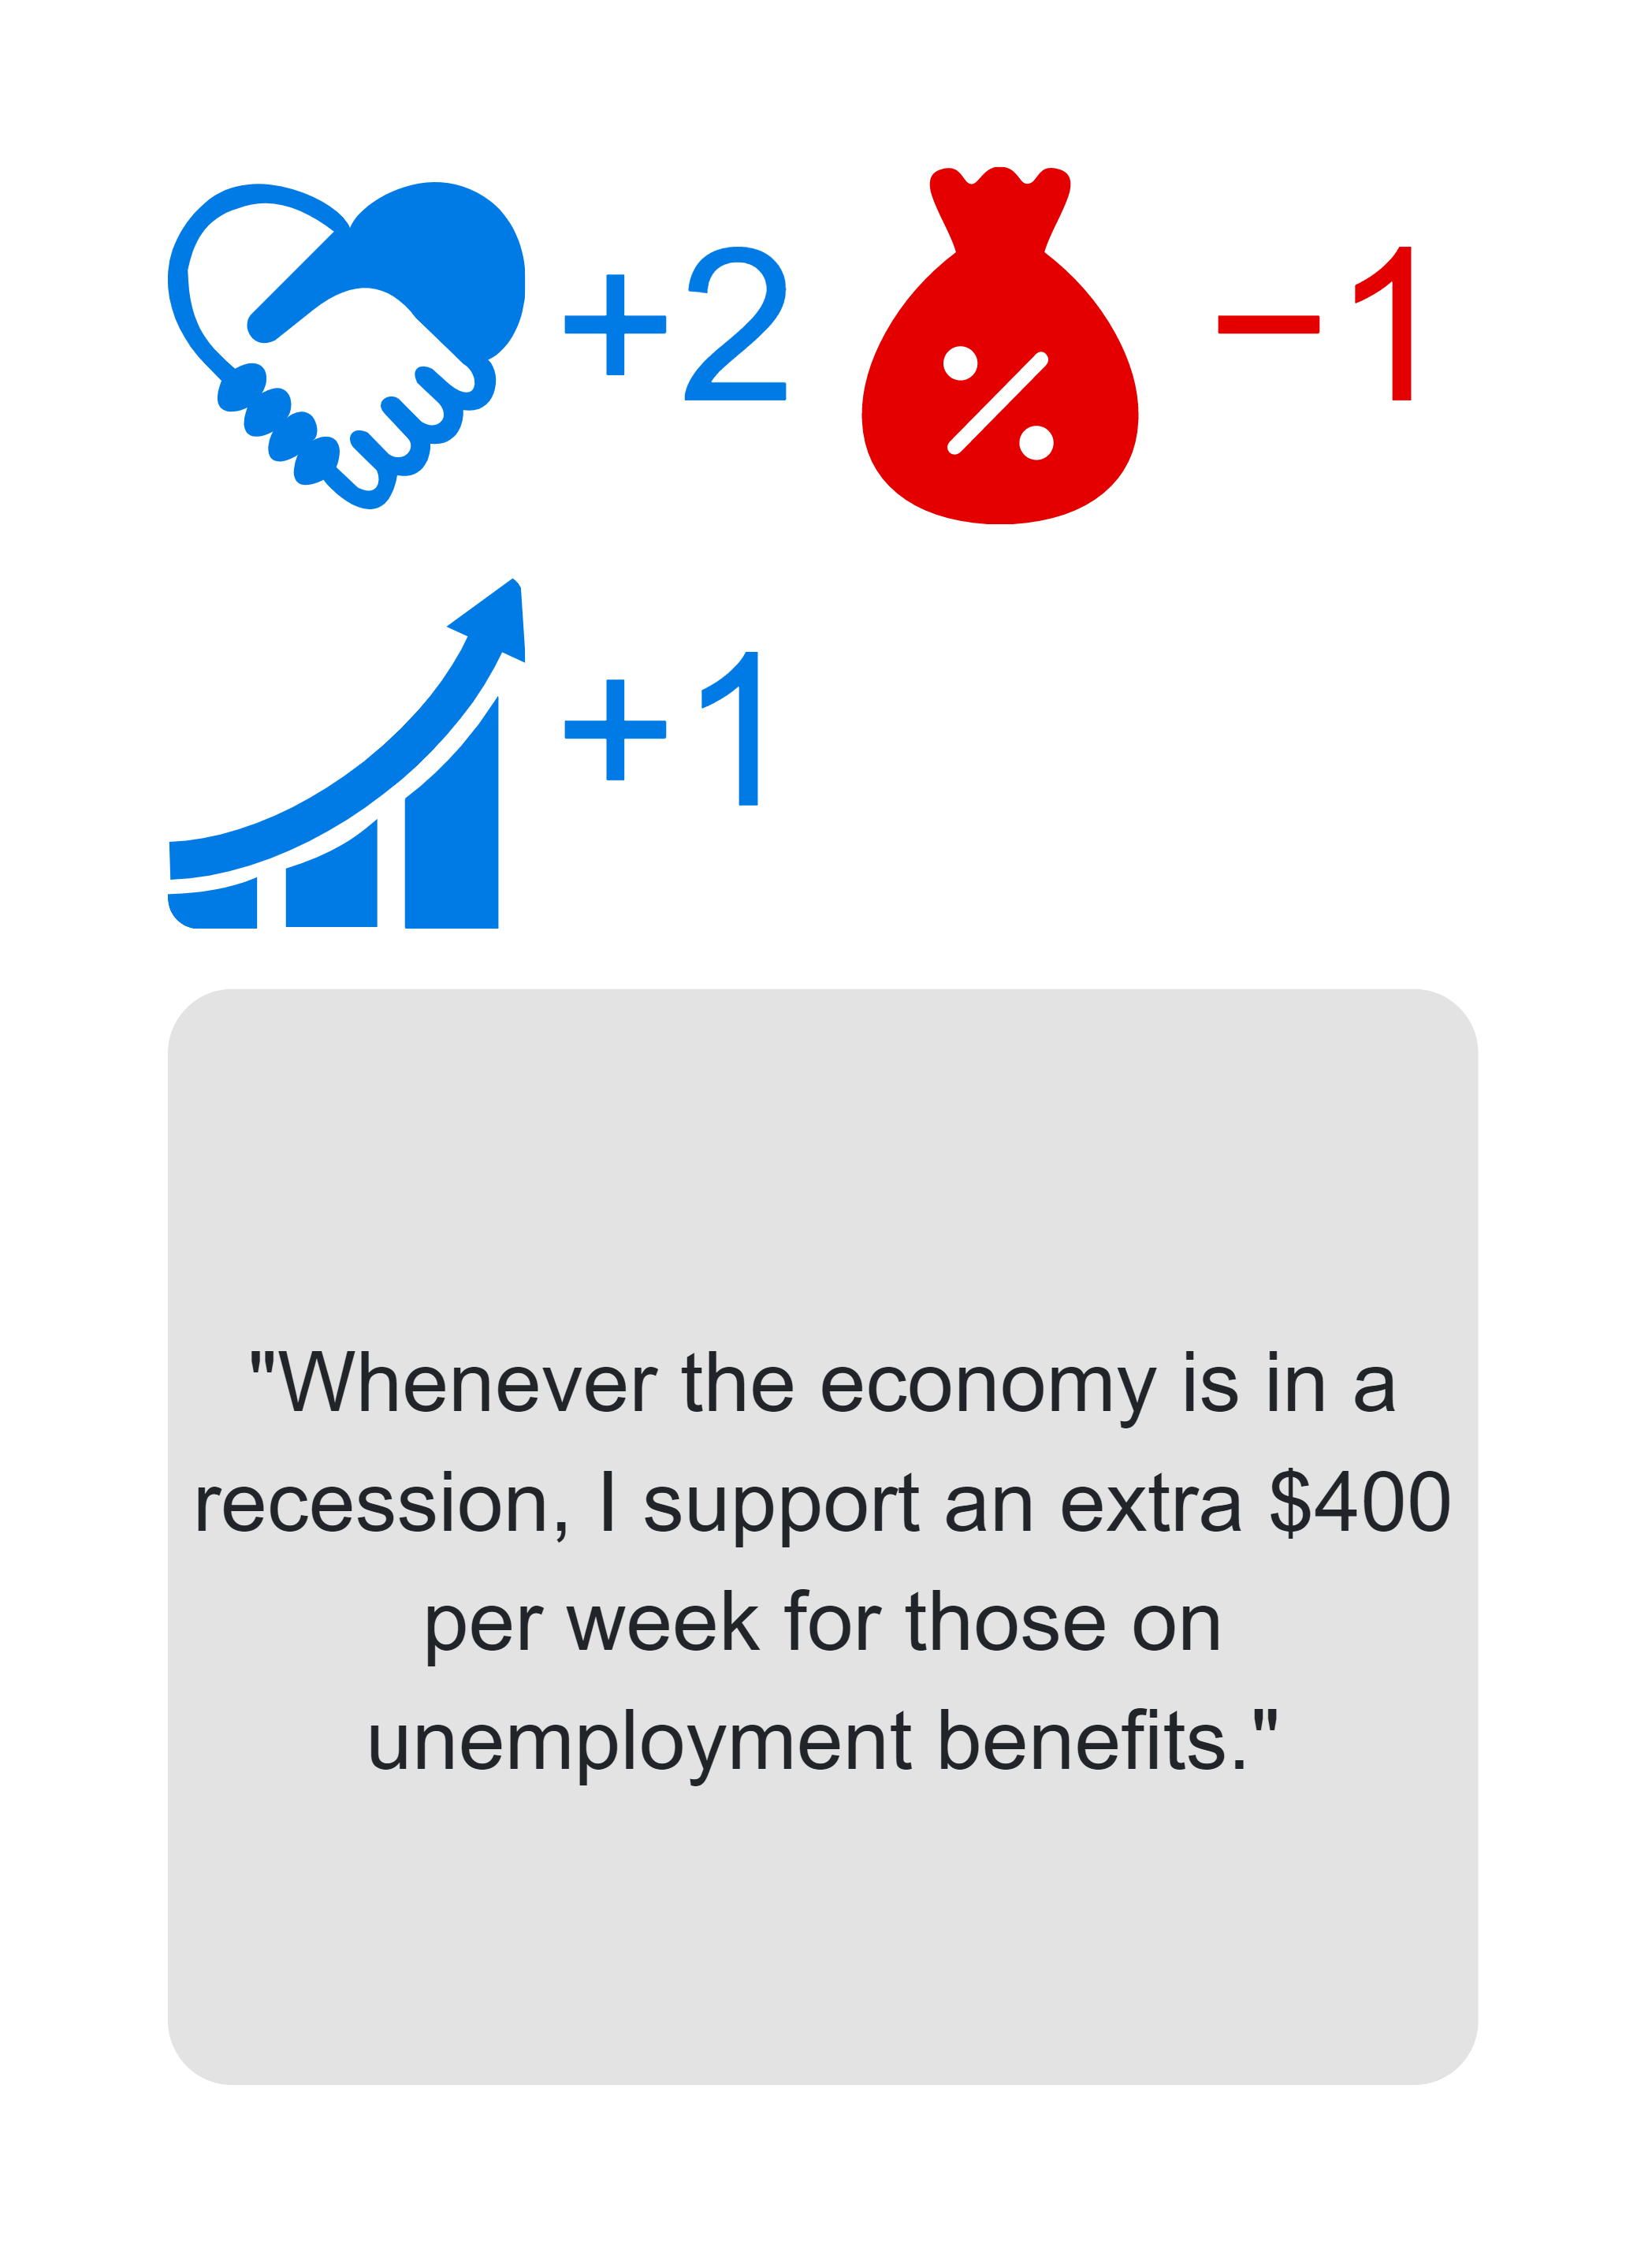 +2 −1
+1
"Whenever the economy is in a
recession, I support an extra $400
per week for those on
unemployment benefits."